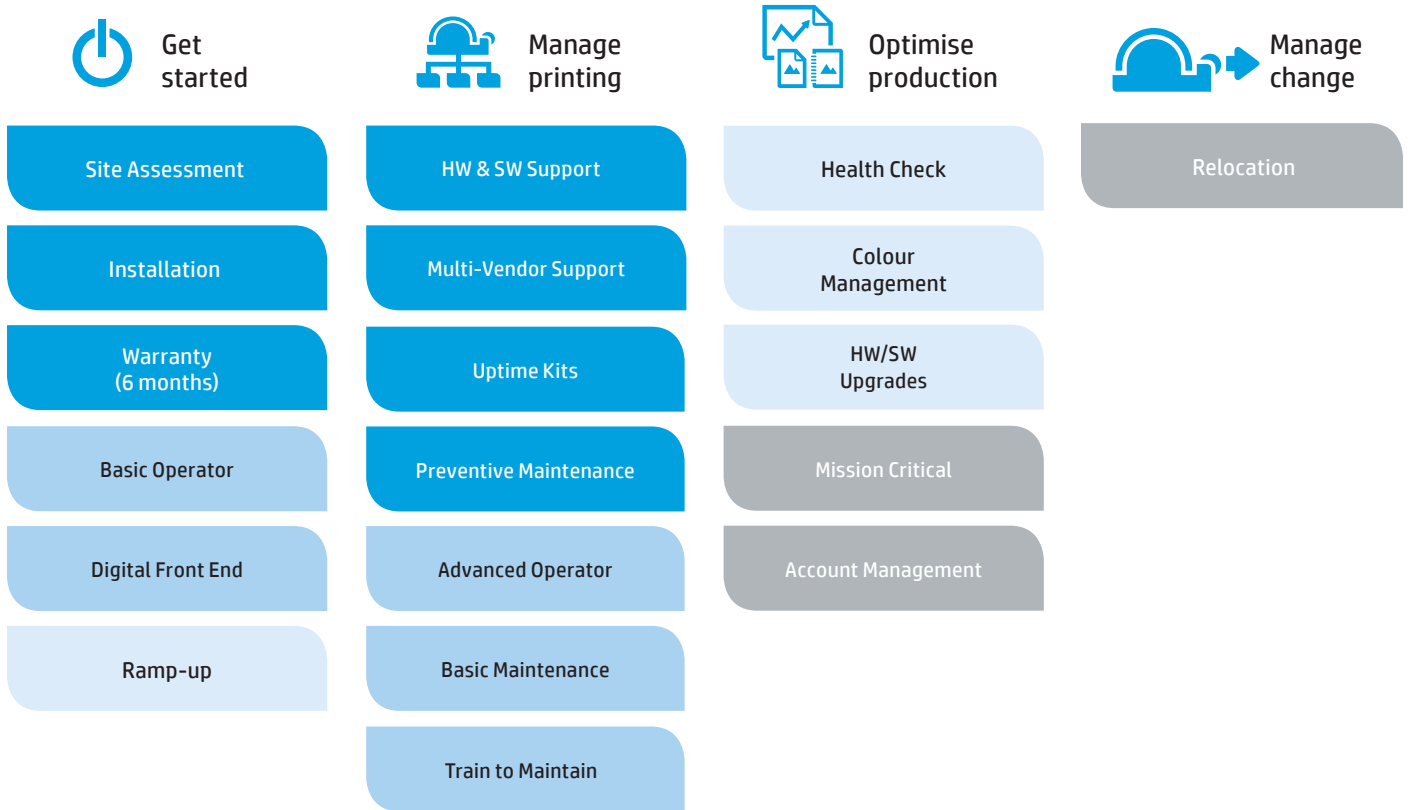 Get
started
Site Assessment
Installation
Warranty
(6 months)
Basic Operator
Digital Front End
Ramp-up
Manage
printing
HW & SW Support
Multi-Vendor Support
Uptime Kits
Preventive Maintenance
Advanced Operator
Basic Maintenance
Train to Maintain
Optimise
production
Health Check
Colour
Management
HW/SW
Upgrades
Mission Critical
Account Management
Manage
change
Relocation